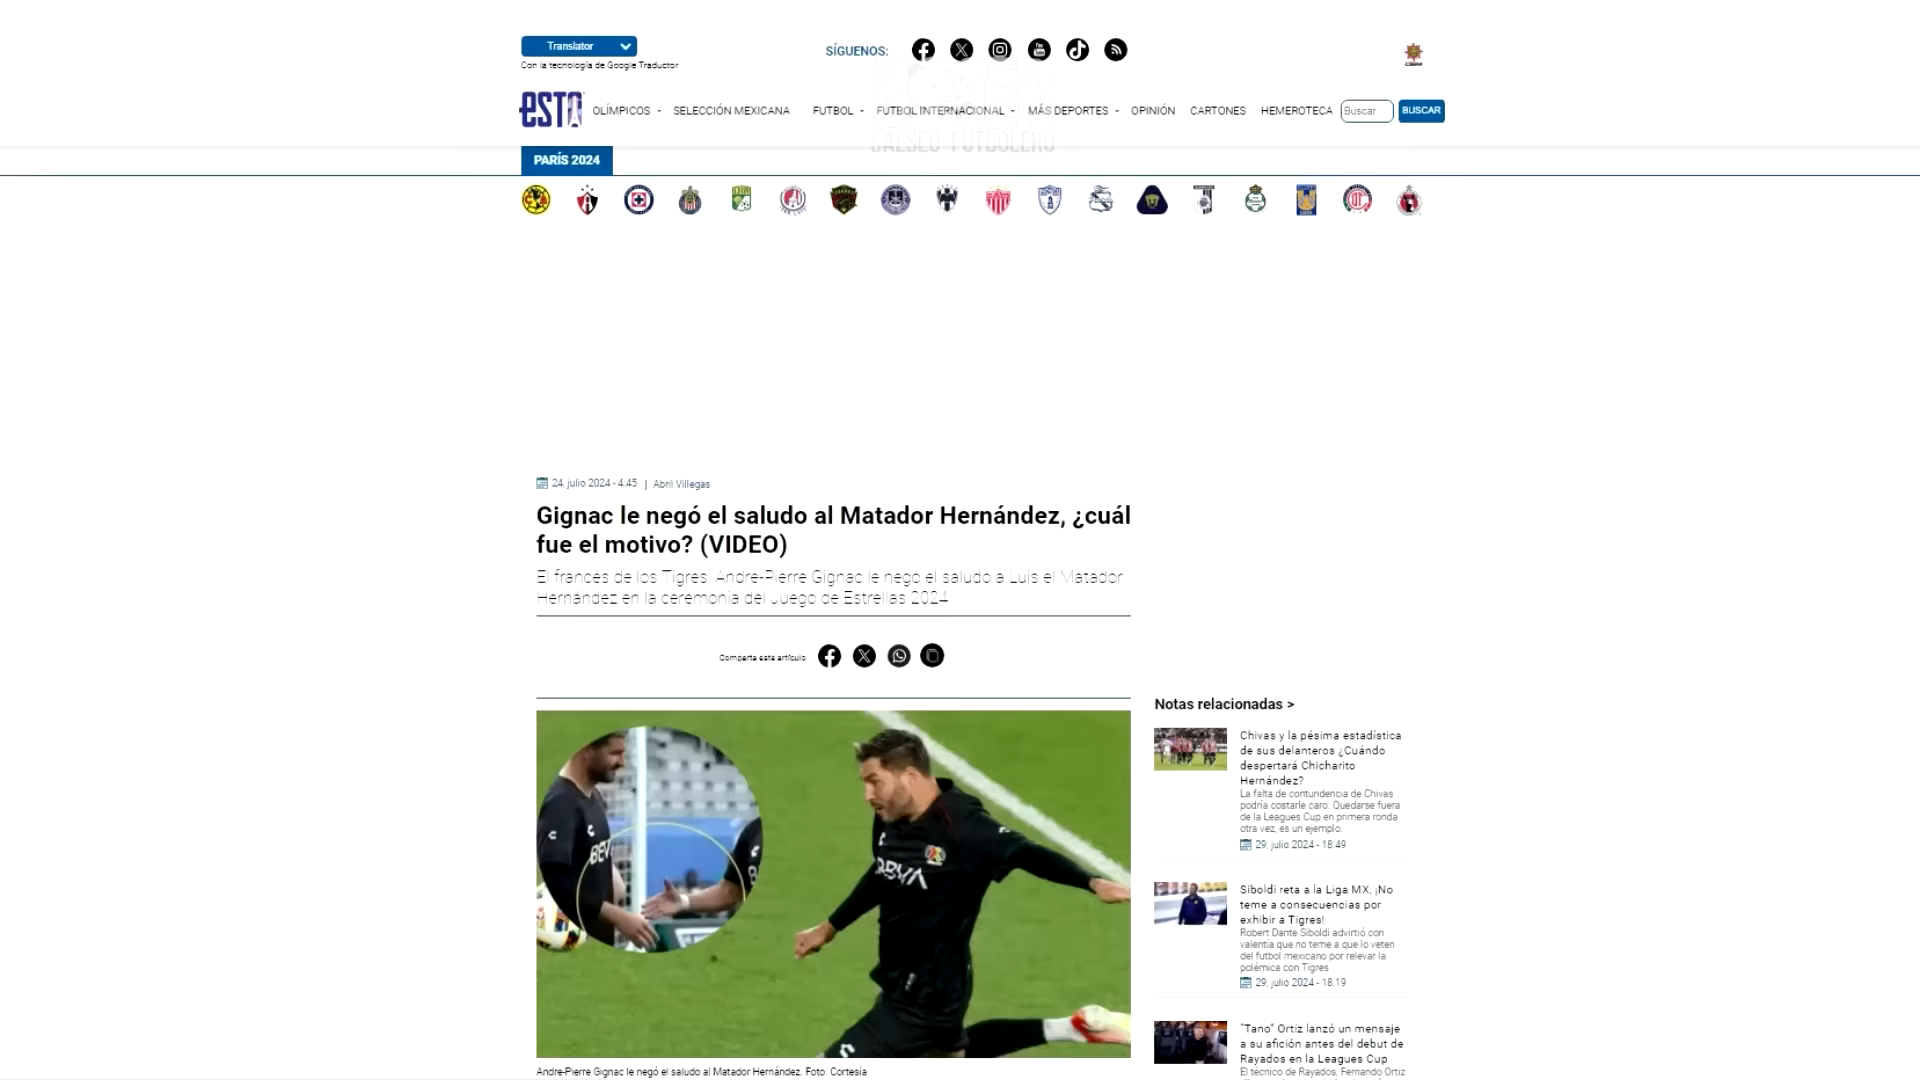 Translator
Con la tecnología de Google Traductor
SÍGUENOS:
esto
OLÍMPICOS
SELECCIÓN MEXICANA
FUTBOL
FUTBOL INTERNACIONAL
MÁS DEPORTES
OPINIÓN
CARTONES
HEMEROTECA
Buscar
BUSCAR
SALSEO FUTBOLERO
PARÍS 2024
24, julio 2024 - 4:45 | Abril Villegas
Gignac le negó el saludo al Matador Hernández, ¿cuál
fue el motivo? (VIDEO)
El francés de los Tigres, André-Pierre Gignac le negó el saludo a Luis el Matador
Hernández en la ceremonia del Juego de Estrellas 2024
Comparta este artículo
BBVA
Andre-Pierre Gignac le negó el saludo al Matador Hernández. Foto: Cortesía
Notas relacionadas >
Chivas y la pésima estadística
de sus delanteros ¿Cuándo
despertará Chicharito
Hernández?
La falta de contundencia de Chivas
podría costarle caro. Quedarse fuera
de la Leagues Cup en primera ronda
otra vez, es un ejemplo.
29, julio 2024 - 18:49
Siboldi reta a la Liga MX. ¡No
teme a consecuencias por
exhibir a Tigres!
Robert Dante Siboldi advirtió con
valentía que no teme a que lo veten
del futbol mexicano por relevar la
polémica con Tigres
29, julio 2024 - 18:19
"Tano" Ortiz lanzó un mensaje
a su afición antes del debut de
Rayados en la Leagues Cup
El técnico de Rayados, Fernando Ortiz